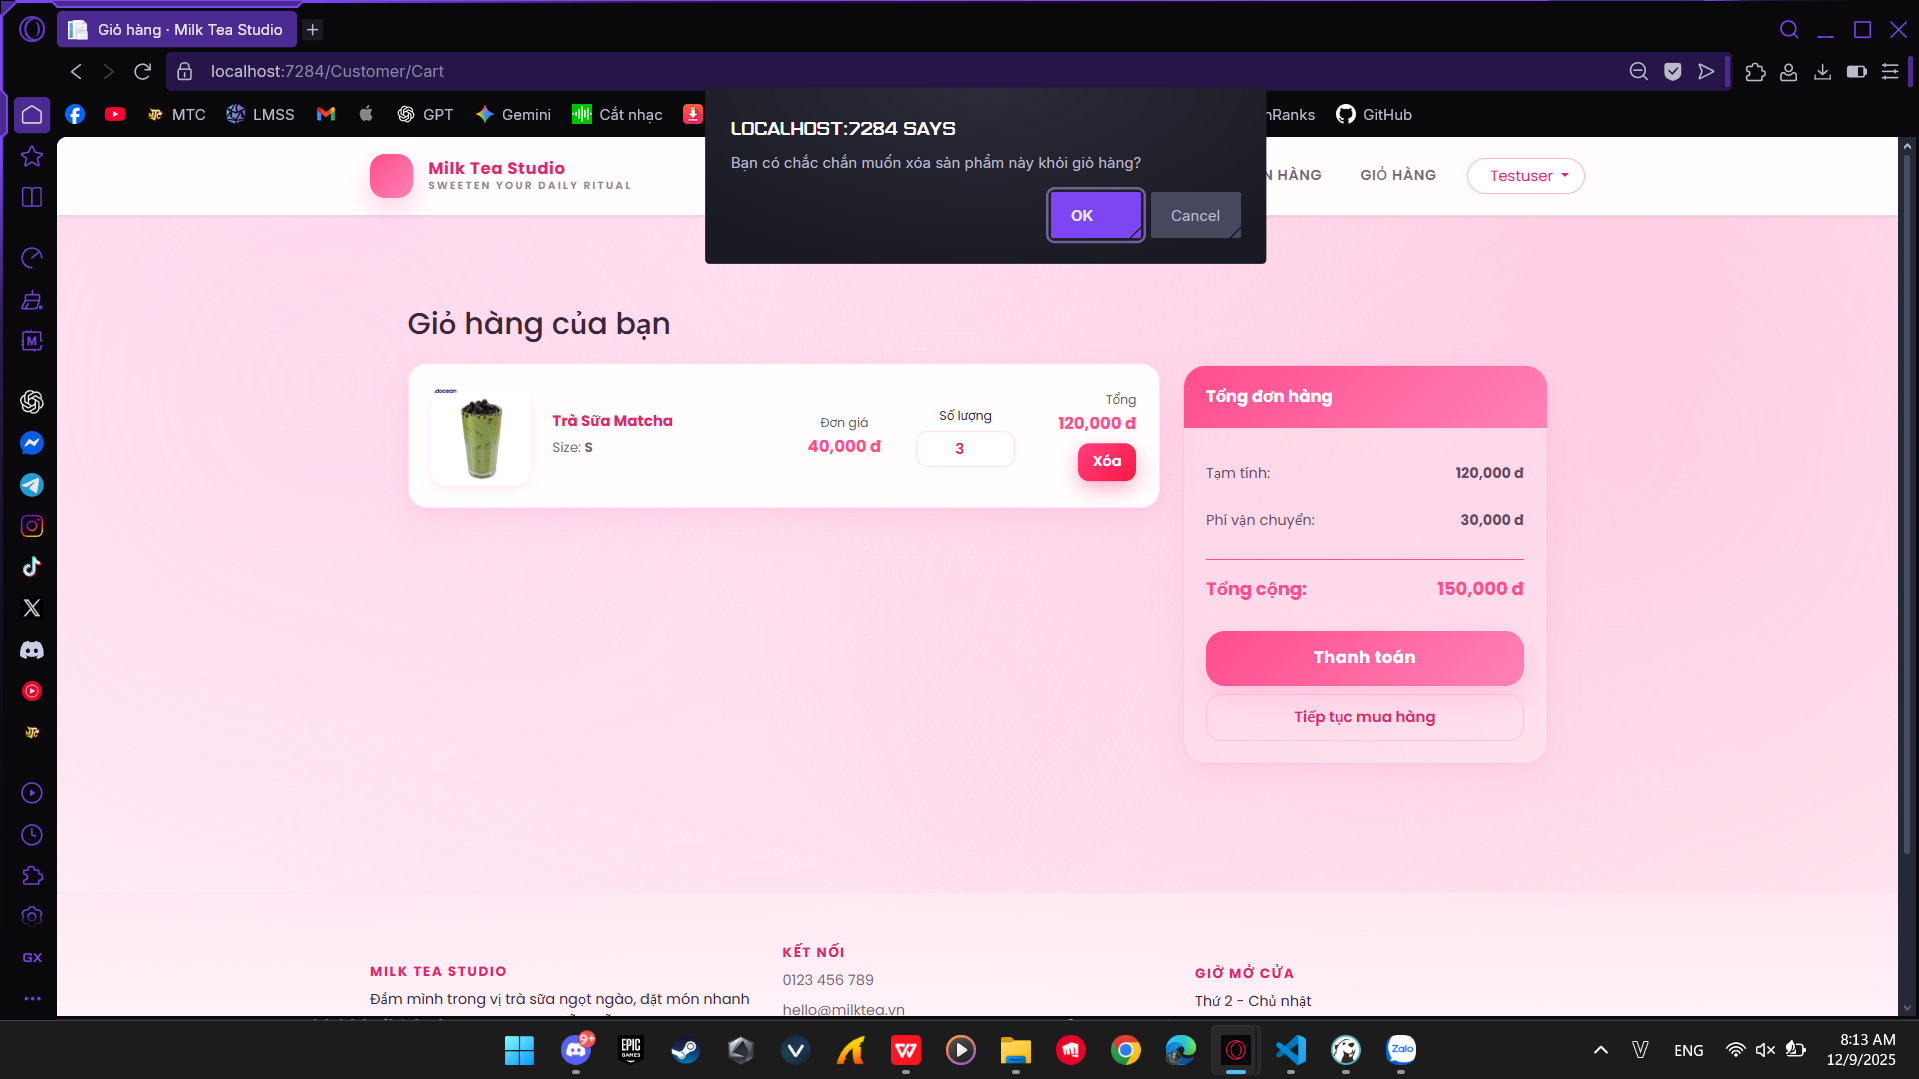 Giỏ hàng · Milk Tea Studio
localhost:7284/Customer/Cart
MTC
LMSS
GPT
Gemini
Cắt nhạc
GitHub
LOCALHOST:7284 SAYS
Bạn có chắc chắn muốn xóa sản phẩm này khỏi giỏ hàng?
OK
Cancel
Milk Tea Studio
SWEETEN YOUR DAILY RITUAL
N HÀNG
GIỎ HÀNG
Testuser
Giỏ hàng của bạn
Trà Sữa Matcha
Size: S
Đơn giá
40,000 đ
Số lượng
3
Tổng
120,000 đ
Xóa
Tổng đơn hàng
Tạm tính:
120,000 đ
Phí vận chuyển:
30,000 đ
Tổng cộng:
150,000 đ
Thanh toán
Tiếp tục mua hàng
MILK TEA STUDIO
Đắm mình trong vị trà sữa ngọt ngào, đặt món nhanh
KẾT NỐI
0123 456 789
hello@milktea.vn
GIỜ MỞ CỬA
Thứ 2 - Chủ nhật
GX
9+
EPIC
GAMES
Zalo
ENG
8:13 AM
12/9/2025